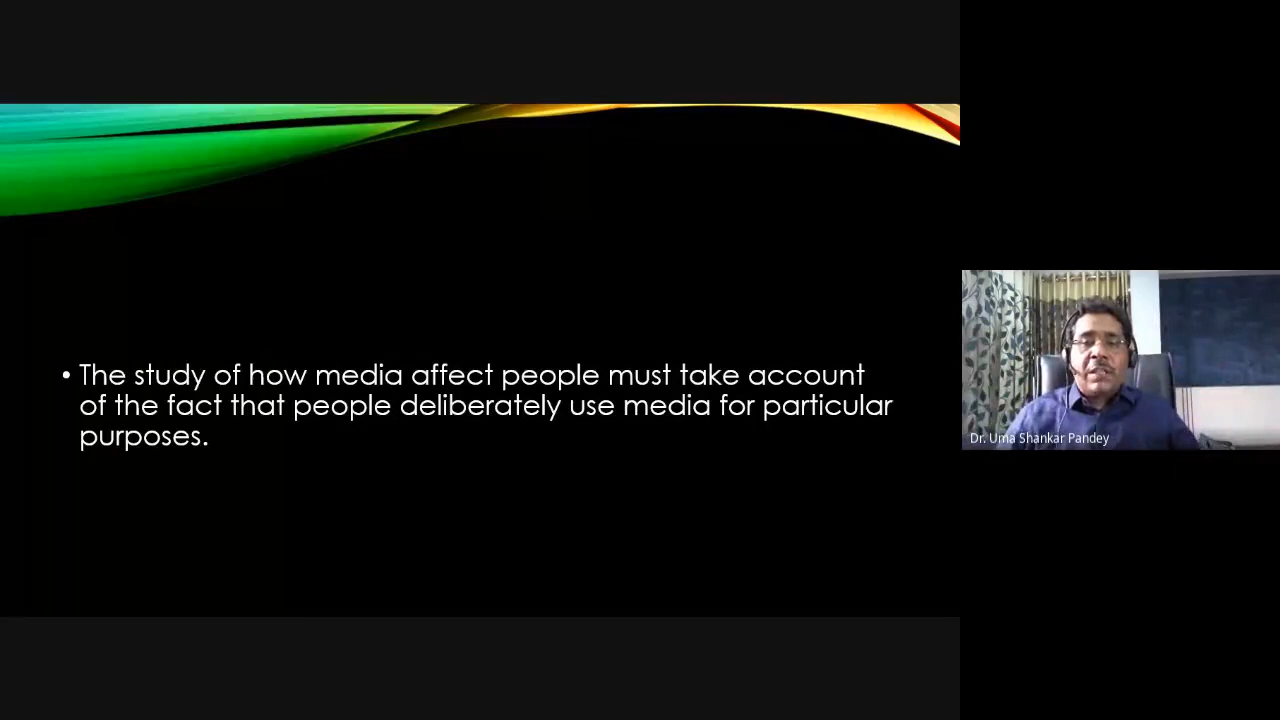 • The study of how media affect people must take account
of the fact that people deliberately use media for particular
purposes.
Dr. Uma Shankar Pandey